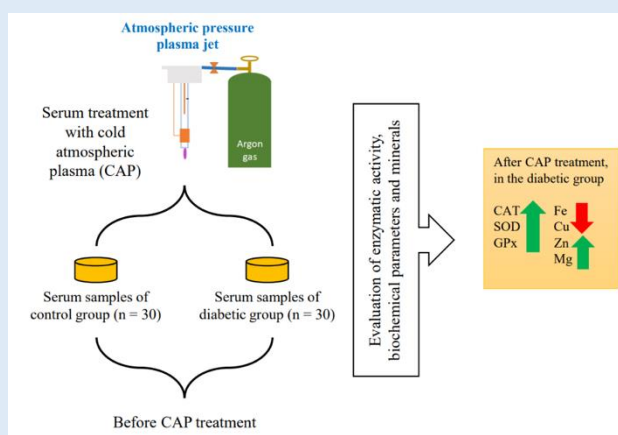 Atmospheric pressure
plasma jet
Serum treatment
with cold
atmospheric
plasma (CAP)
Argon
gas
Serum samples of
control group (n = 30)
Serum samples of
diabetic group (n = 30)
Before CAP treatment
Evaluation of enzymatic activity,
biochemical parameters and minerals
After CAP treatment,
in the diabetic group
CAT
SOD
GPx
Fe
Cu
Zn
Mg